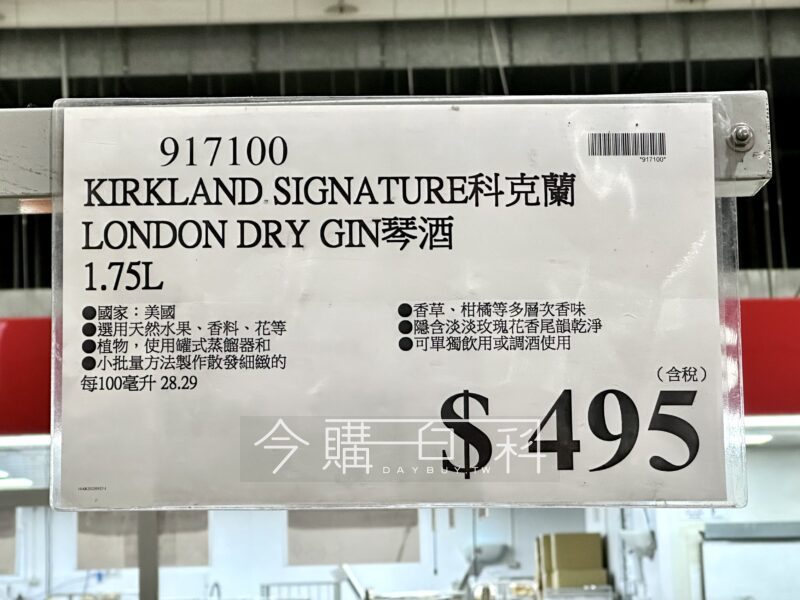 917100
*917100*
KIRKLAND SIGNATURE科克蘭
LONDON DRY GIN琴酒
1.75L
●國家：美國
●選用天然水果、香料、花等
●植物，使用罐式蒸餾器和
●小批量方法製作散發細緻的
每100毫升 28.29
●香草、柑橘等多層次香味
●隱含淡淡玫瑰花香尾韻乾淨
●可單獨飲用或調酒使用
（含稅）
$ 495
今購百科
DAYBUY.TW